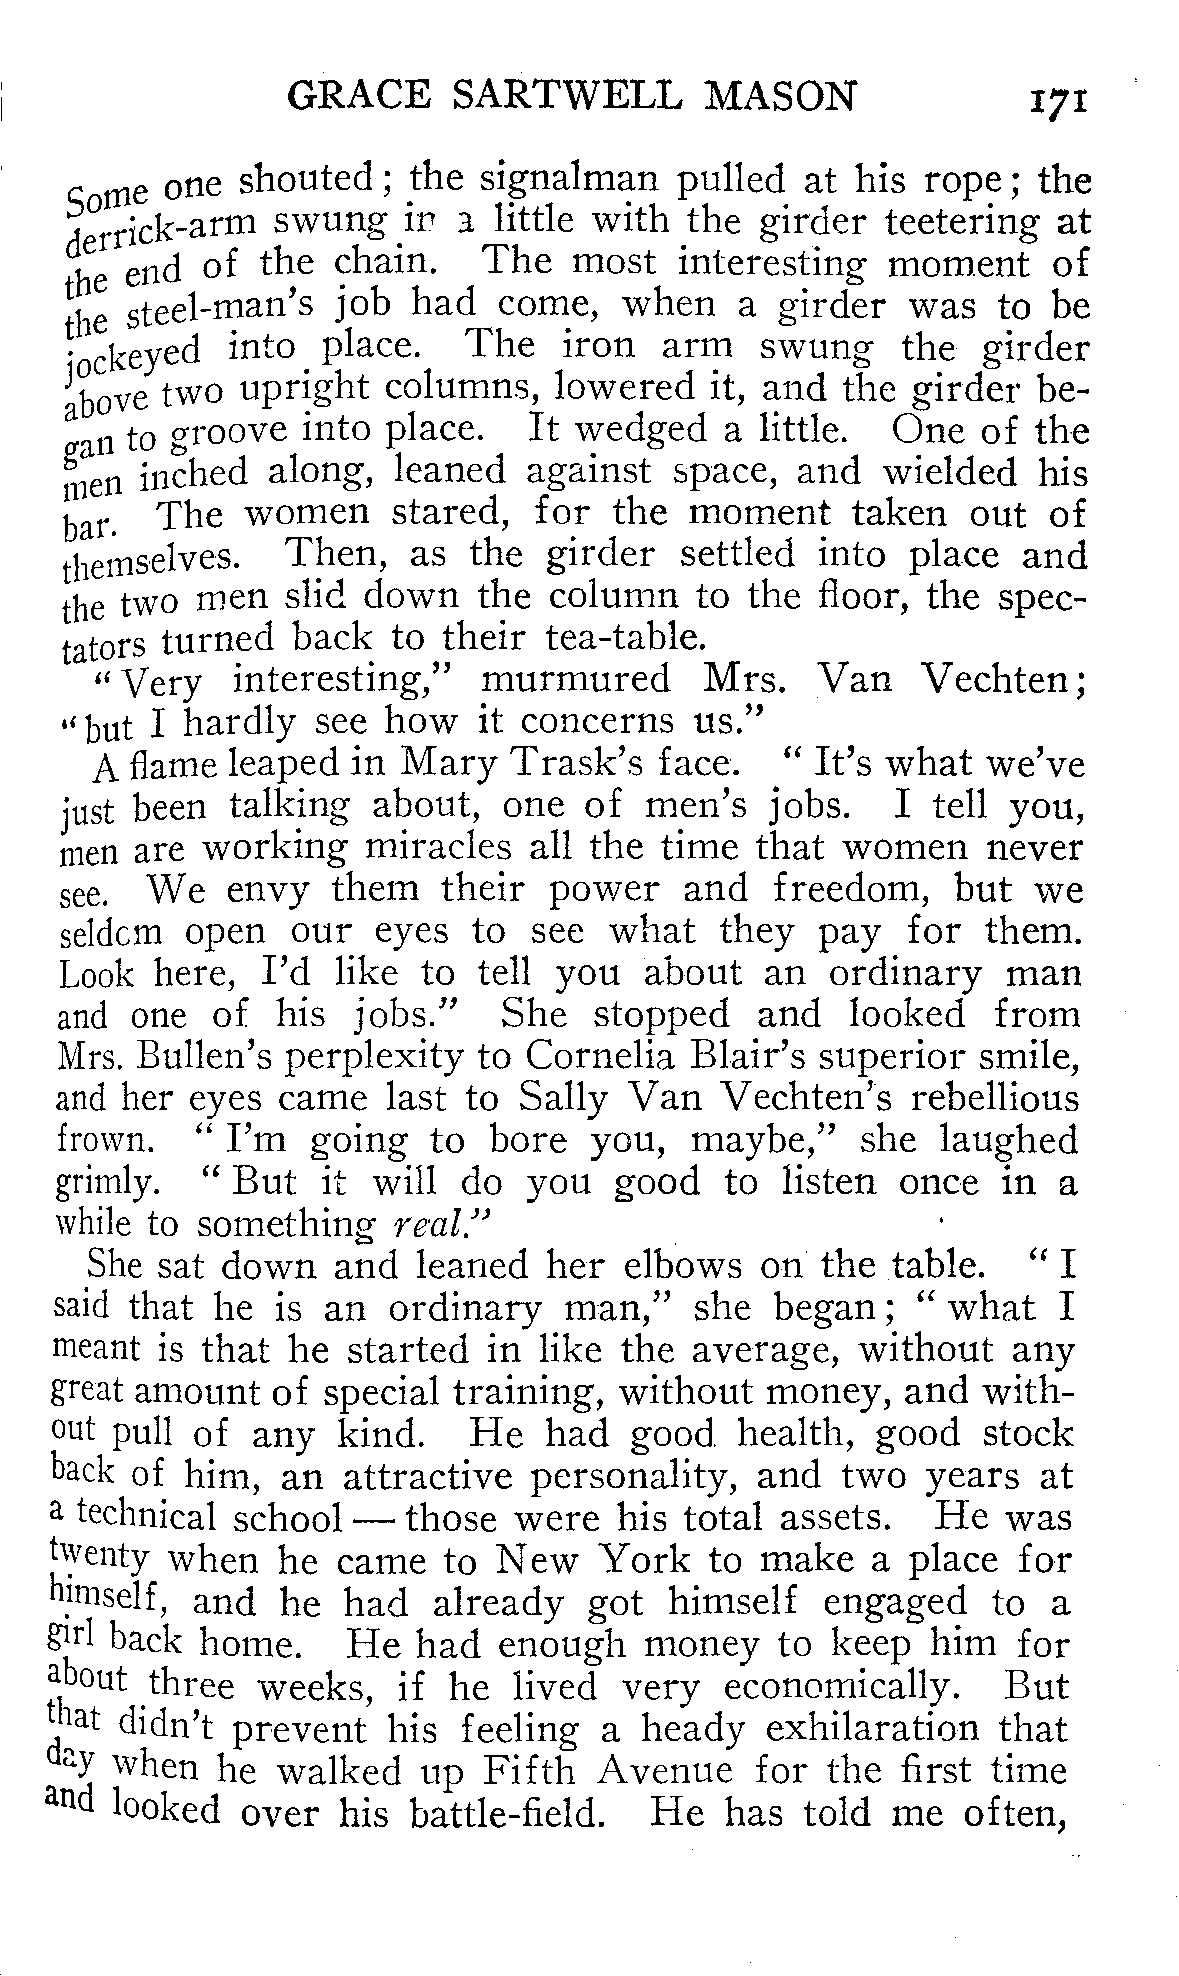 GRACE SARTWELL MASON 171
Some one shouted; the signalman pulled at his rope; the
derrick-arm swung in a little with the girder teetering at
the end of the chain. The most interesting moment of
the steel-man's job had come, when a girder was to be
jockeyed into place. The iron arm swung the girder
above two upright columns, lowered it, and the girder be-
gan to groove into place. It wedged a little. One of the
men inched along, leaned against space, and wielded his
bar. The women stared, for the moment taken out of
themselves. Then, as the girder settled into place and
the two men slid down the column to the floor, the spec-
tators turned back to their tea-table.
"Very interesting," murmured Mrs. Van Vechten;
"but I hardly see how it concerns us."
A flame leaped in Mary Trask's face. "It's what we've
just been talking about, one of men's jobs. I tell you,
men are working miracles all the time that women never
see. We envy them their power and freedom, but we
seldom open our eyes to see what they pay for them.
Look here, I'd like to tell you about an ordinary man
and one of his jobs." She stopped and looked from
Mrs. Bullen's perplexity to Cornelia Blair's superior smile,
and her eyes came last to Sally Van Vechten's rebellious
frown. "I'm going to bore you, maybe," she laughed
grimly. "But it will do you good to listen once in a
while to something real."
She sat down and leaned her elbows on the table. "I
said that he is an ordinary man," she began; "what I
meant is that he started in like the average, without any
great amount of special training, without money, and with-
out pull of any kind. He had good health, good stock
back of him, an attractive personality, and two years at
a technical school — those were his total assets. He was
twenty when he came to New York to make a place for
himself, and he had already got himself engaged to a
girl back home. He had enough money to keep him for
about three weeks, if he lived very economically. But
that didn't prevent his feeling a heady exhilaration that
day when he walked up Fifth Avenue for the first time
and looked over his battle-field. He has told me often,